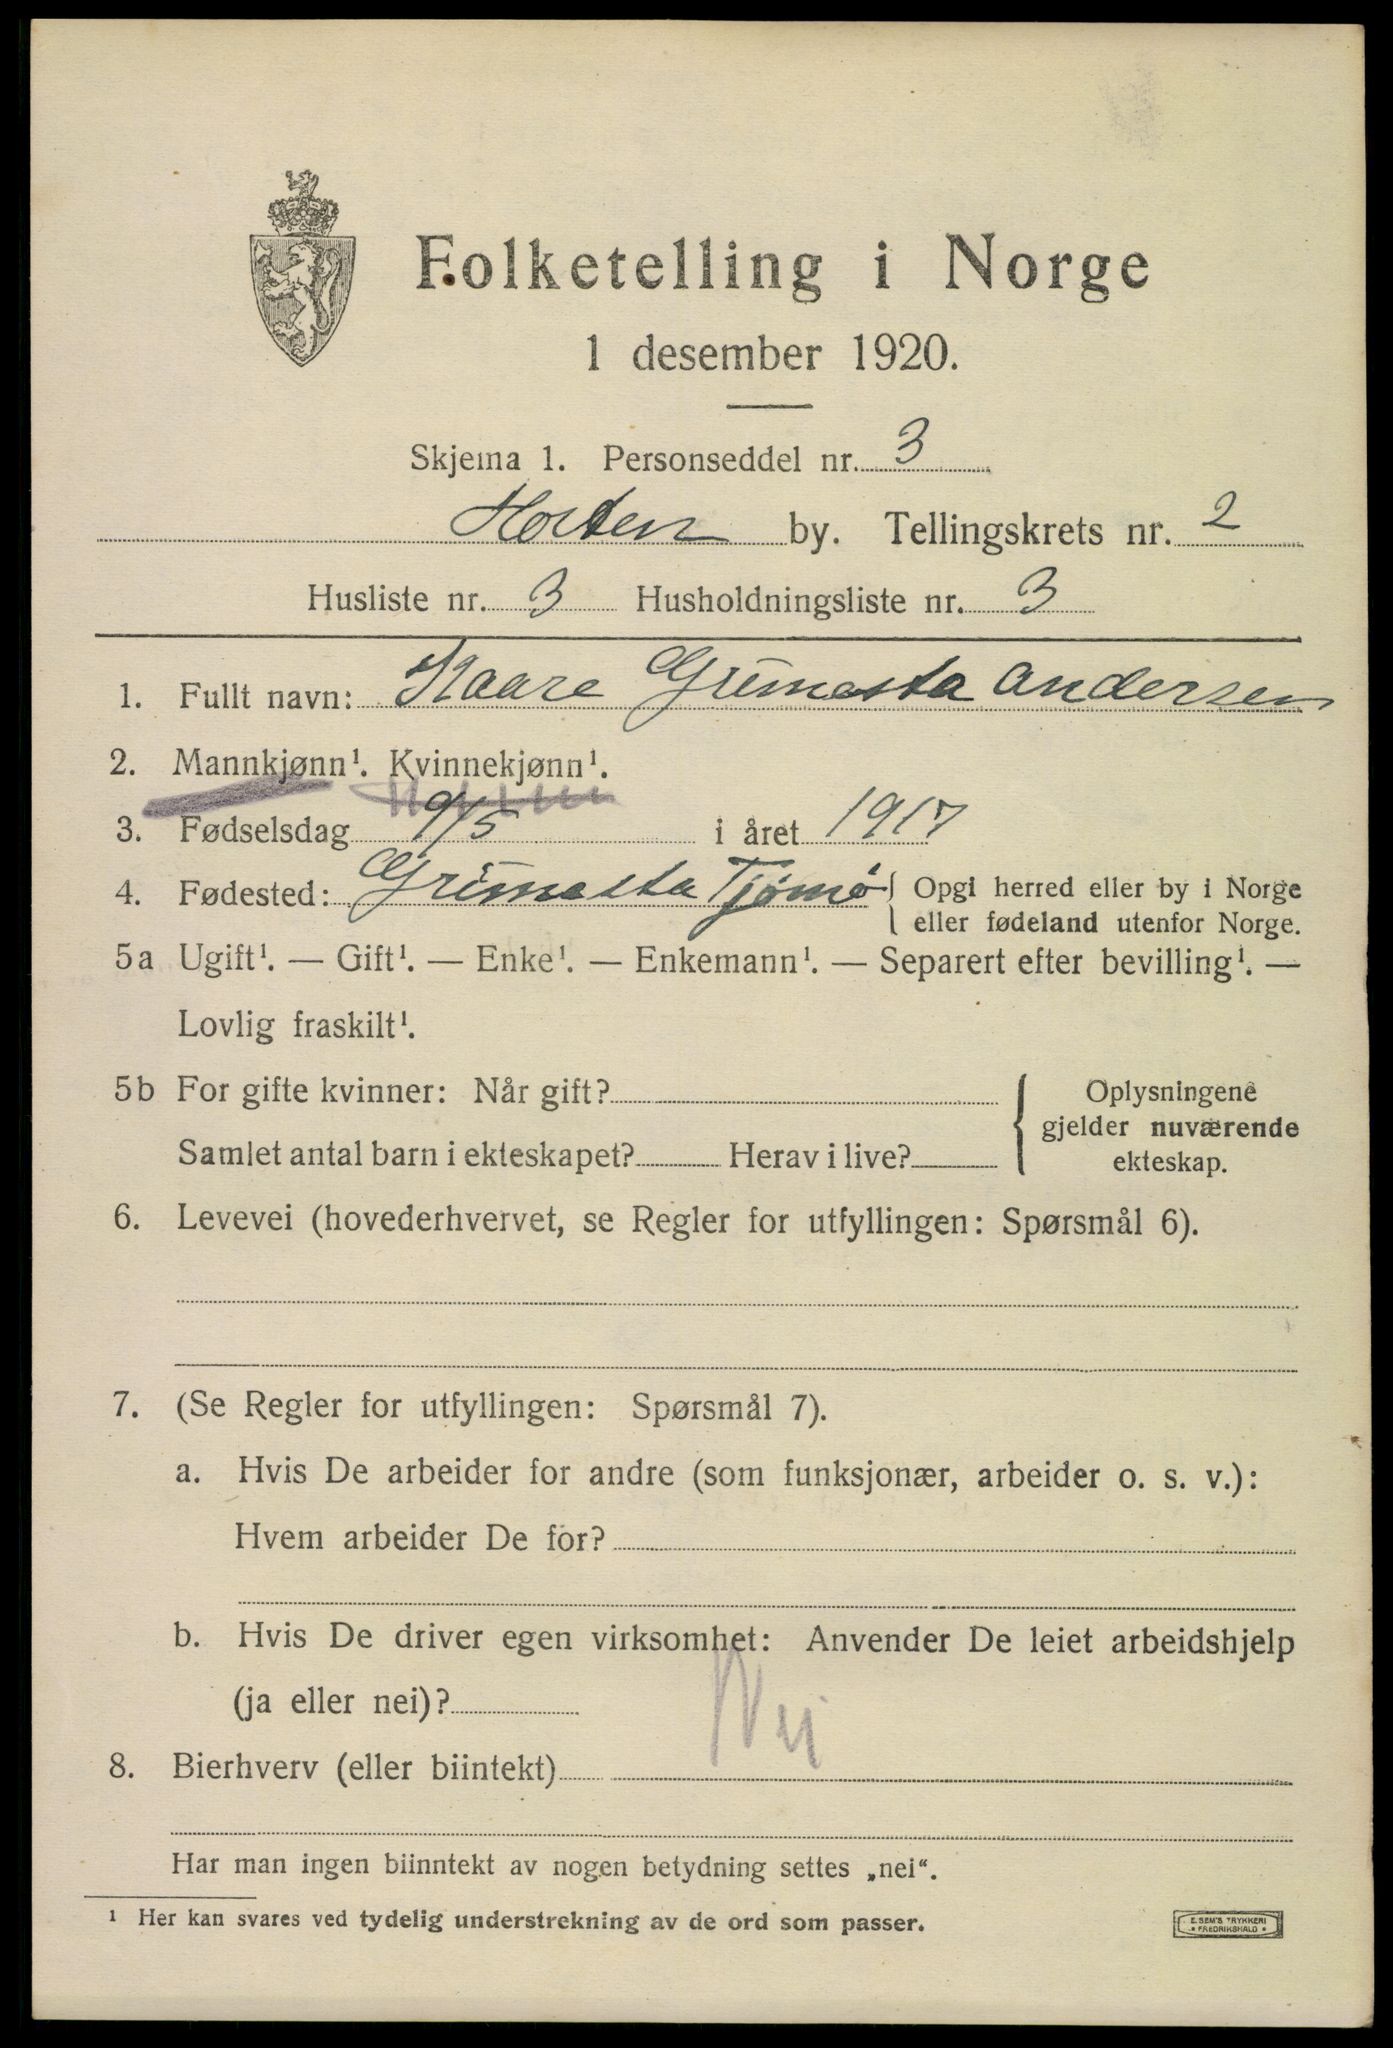 Folketelling i Norge
1 desember 1920.
Skjema 1. Personseddel nr. 3
Horten by. Tellingskrets nr. 2
Husliste nr. 3 Husholdningsliste nr. 3
1. Fullt navn: Kaare Grimesta Andersen
2. Mannkjønn¹. Kvinnekjønn¹.
3. Fødselsdag 9/5 i året 1917
4. Fødested: Grimesta Tjømø { Opgi herred eller by i Norge
eller fødeland utenfor Norge.
5a Ugift¹. — Gift¹. — Enke¹. — Enkemann¹. — Separert efter bevilling¹. —
Lovlig fraskilt¹.
5b For gifte kvinner: Når gift?
Samlet antal barn i ekteskapet? Herav i live?
Oplysningene
gjelder nuværende
ekteskap.
6. Levevei (hovederhvervet, se Regler for utfyllingen: Spørsmål 6).
7. (Se Regler for utfyllingen: Spørsmål 7).
a. Hvis De arbeider for andre (som funksjonær, arbeider o. s. v.):
Hvem arbeider De for?
b. Hvis De driver egen virksomhet: Anvender De leiet arbeidshjelp
(ja eller nei)?
Nei
8. Bierhverv (eller biintekt)
Har man ingen biinntekt av nogen betydning settes „nei“.
¹ Her kan svares ved tydelig understrekning av de ord som passer.
E. SEM'S TRYKKERI
* FREDRIKSHALD *